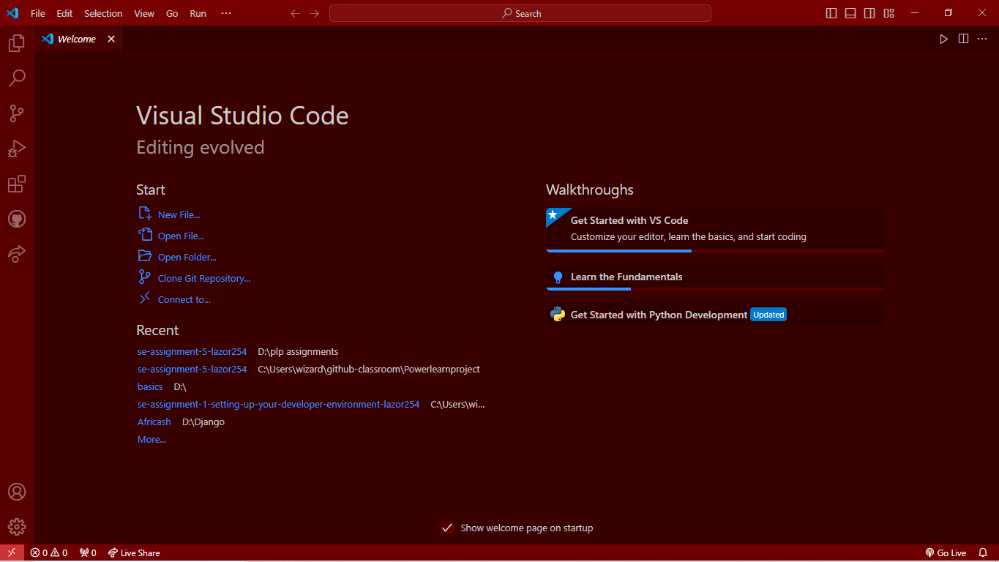 File Edit Selection View Go Run ... Search
Welcome
Visual Studio Code
Editing evolved
Start
New File...
Open File...
Open Folder...
Clone Git Repository...
Connect to...
Recent
se-assignment-5-lazor254 D:\plp assignments
se-assignment-5-lazor254 C:\Users\wizard\github-classroom\Powerlearnproject
basics D:\
se-assignment-1-setting-up-your-developer-environment-lazor254 C:\Users\wi...
Africash D:\Django
More...
Walkthroughs
Get Started with VS Code
Customize your editor, learn the basics, and start coding
Learn the Fundamentals
Get Started with Python Development Updated
Show welcome page on startup
0 0 0 Live Share Go Live